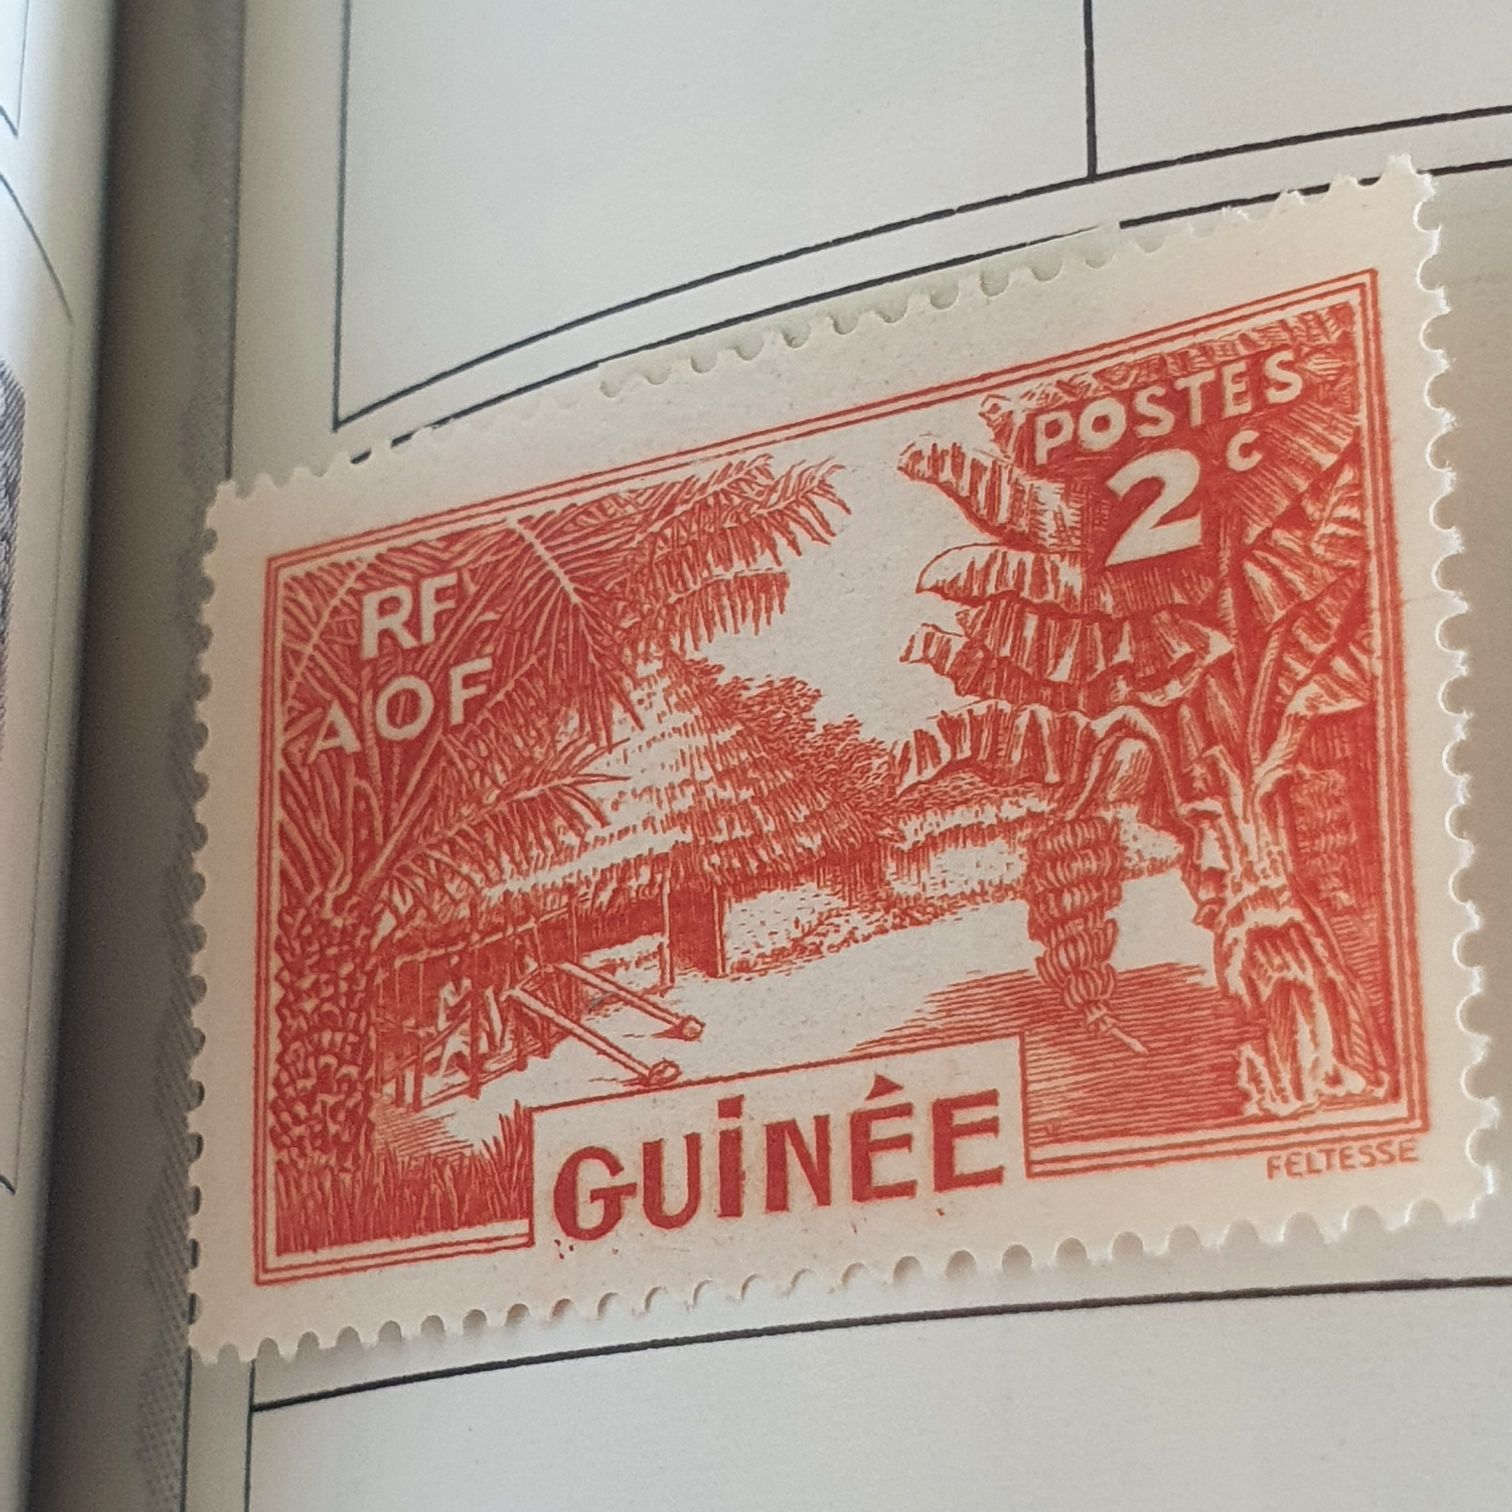 POSTES
2c
RF
AOF
GUiNÉE
FELTESSE